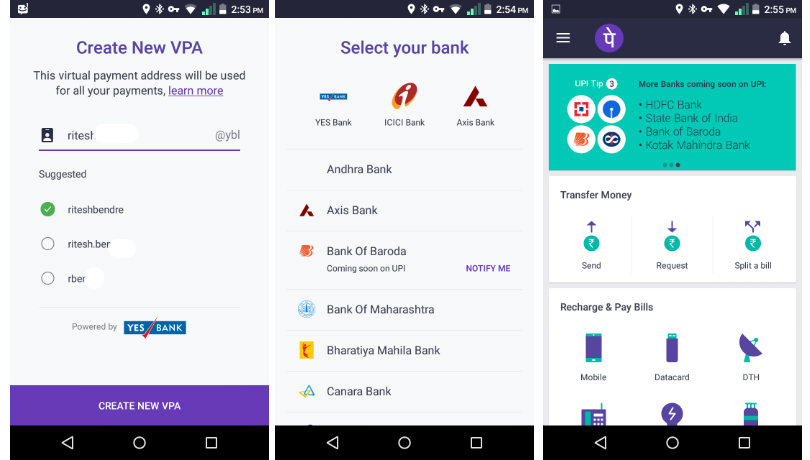 2:53 PM
Create New VPA
This virtual payment address will be used
for all your payments, learn more
ritesh.
@ybl
Suggested
riteshbendre
ritesh.ber
rber
Powered by YES BANK
CREATE NEW VPA
2:54 PM
Select your bank
YES BANK
YES Bank
ICICI Bank
Axis Bank
Andhra Bank
Axis Bank
Bank Of Baroda
Coming soon on UPI
NOTIFY ME
Bank Of Maharashtra
Bharatiya Mahila Bank
Canara Bank
2:55 PM
पे
UPI Tip 3
More Banks coming soon on UPI:
• HDFC Bank
• State Bank of India
• Bank of Baroda
• Kotak Mahindra Bank
Transfer Money
₹ ₹ ₹
Send
Request
Split a bill
Recharge & Pay Bills
Mobile
Datacard
DTH